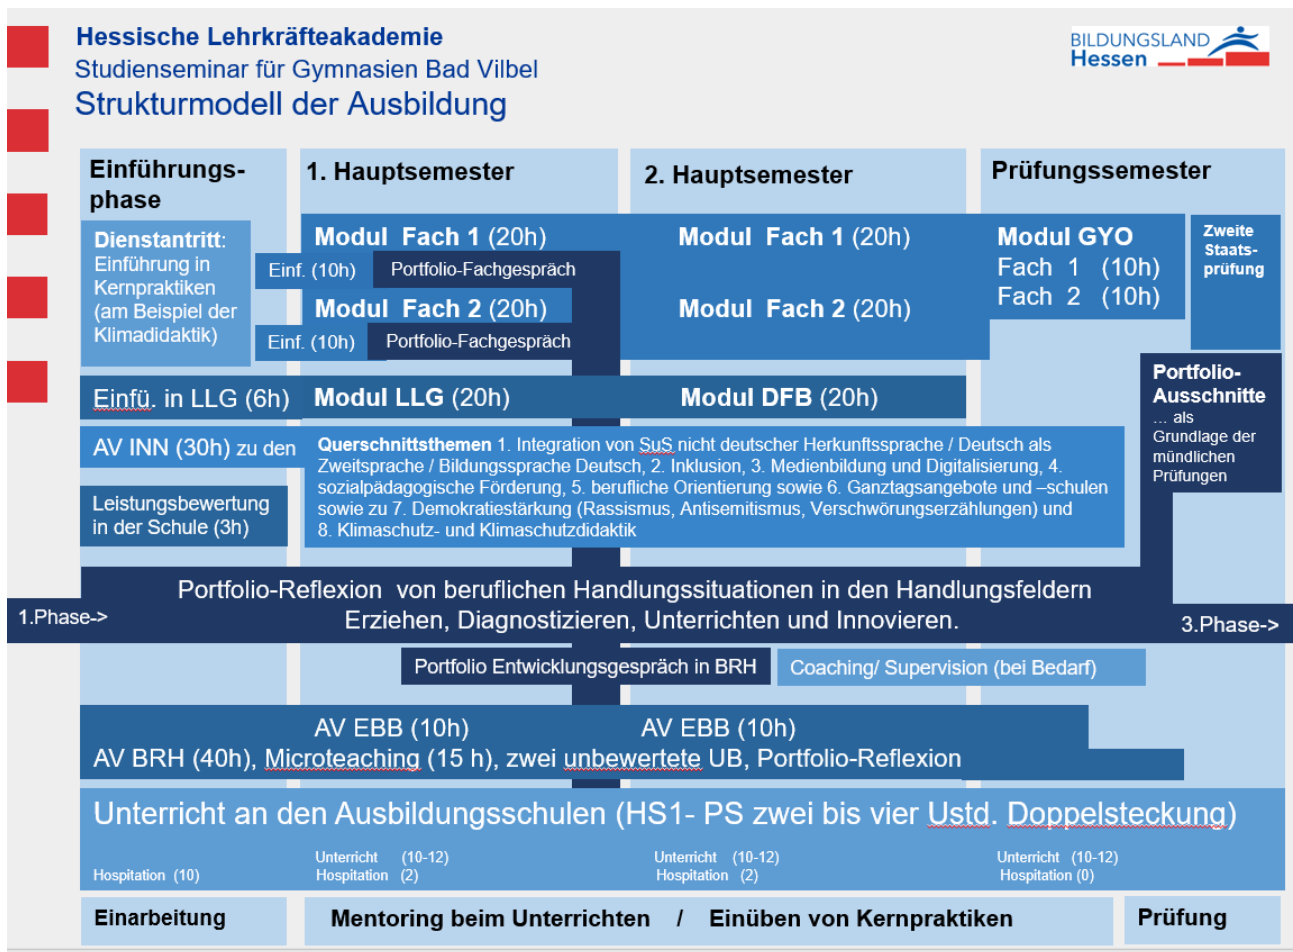 Hessische Lehrkräfteakademie
Studienseminar für Gymnasien Bad Vilbel
Strukturmodell der Ausbildung
BILDUNGSLAND
Hessen
Einführungs-
phase
1. Hauptsemester
2. Hauptsemester
Prüfungssemester
Dienstantritt:
Einführung in
Kernpraktiken
(am Beispiel der
Klimadidaktik)
Modul Fach 1 (20h)
Einf. (10h)
Portfolio-Fachgespräch
Modul Fach 2 (20h)
Einf. (10h)
Portfolio-Fachgespräch
Modul Fach 1 (20h)
Modul Fach 2 (20h)
Modul GYO
Fach 1 (10h)
Fach 2 (10h)
Zweite
Staats-
prüfung
Portfolio-
Ausschnitte
... als
Grundlage der
mündlichen
Prüfungen
Einfü. in LLG (6h)
Modul LLG (20h)
Modul DFB (20h)
AV INN (30h) zu den
Querschnittsthemen 1. Integration von SuS nicht deutscher Herkunftssprache / Deutsch als
Zweitsprache / Bildungssprache Deutsch, 2. Inklusion, 3. Medienbildung und Digitalisierung, 4.
sozialpädagogische Förderung, 5. berufliche Orientierung sowie 6. Ganztagsangebote und –schulen
sowie zu 7. Demokratiestärkung (Rassismus, Antisemitismus, Verschwörungserzählungen) und
8. Klimaschutz- und Klimaschutzdidaktik
Leistungsbewertung
in der Schule (3h)
Portfolio-Reflexion von beruflichen Handlungssituationen in den Handlungsfeldern
Erziehen, Diagnostizieren, Unterrichten und Innovieren.
1.Phase->
3.Phase->
Portfolio Entwicklungsgespräch in BRH
Coaching/ Supervision (bei Bedarf)
AV EBB (10h)
AV EBB (10h)
AV BRH (40h), Microteaching (15 h), zwei unbewertete UB, Portfolio-Reflexion
Unterricht an den Ausbildungsschulen (HS1- PS zwei bis vier Ustd. Doppelsteckung)
Hospitation (10)
Unterricht (10-12)
Hospitation (2)
Unterricht (10-12)
Hospitation (2)
Unterricht (10-12)
Hospitation (0)
Einarbeitung
Mentoring beim Unterrichten / Einüben von Kernpraktiken
Prüfung